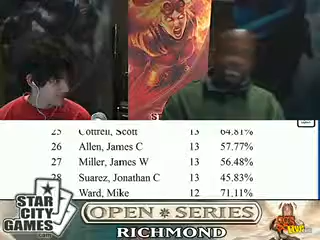 25 Cottrell, Scott 13 64.81%
26 Allen, James C 13 57.77%
27 Miller, James W 13 56.48%
28 Suarez, Jonathan C 13 45.83%
Ward, Mike 12 71.11%
STAR
CITY
GAMES
.com
OPEN SERIES
RICHMOND